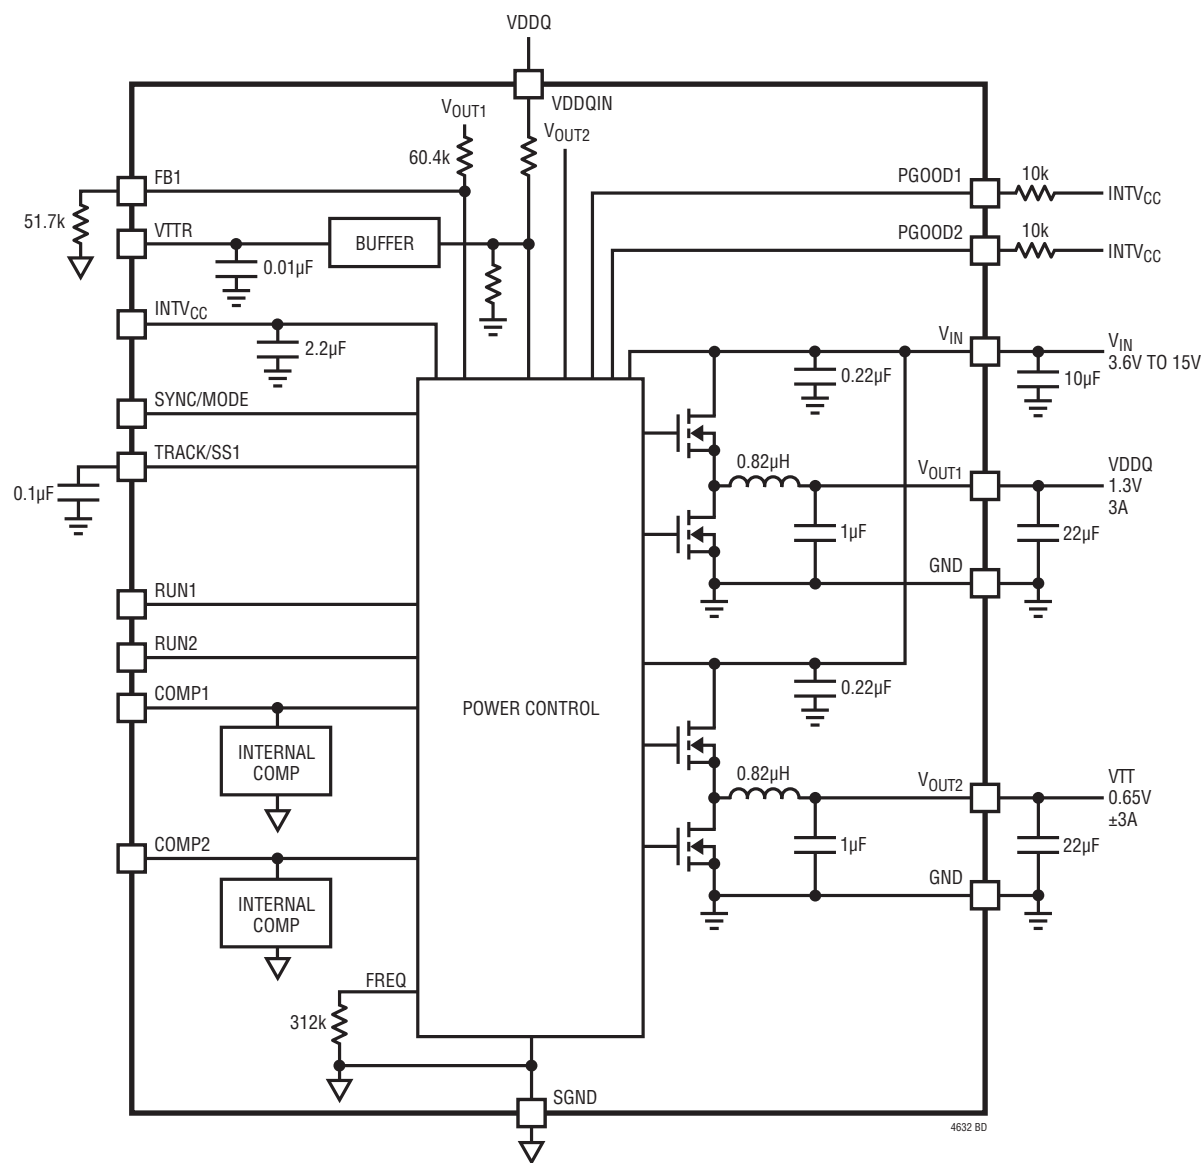 VDDQ
VDDQIN
VOUT1
VOUT2
60.4k
FB1
51.7k
VTTR
BUFFER
0.01µF
PGOOD1
10k
INTVCC
PGOOD2
10k
INTVCC
INTVCC
2.2µF
VIN
VIN
3.6V TO 15V
0.22µF
10µF
SYNC/MODE
TRACK/SS1
0.1µF
0.82µH
VOUT1
VDDQ
1.3V
3A
1µF
22µF
GND
RUN1
RUN2
COMP1
INTERNAL
COMP
POWER CONTROL
0.22µF
0.82µH
VOUT2
VTT
0.65V
±3A
1µF
22µF
GND
COMP2
INTERNAL
COMP
FREQ
312k
SGND
4632 BD